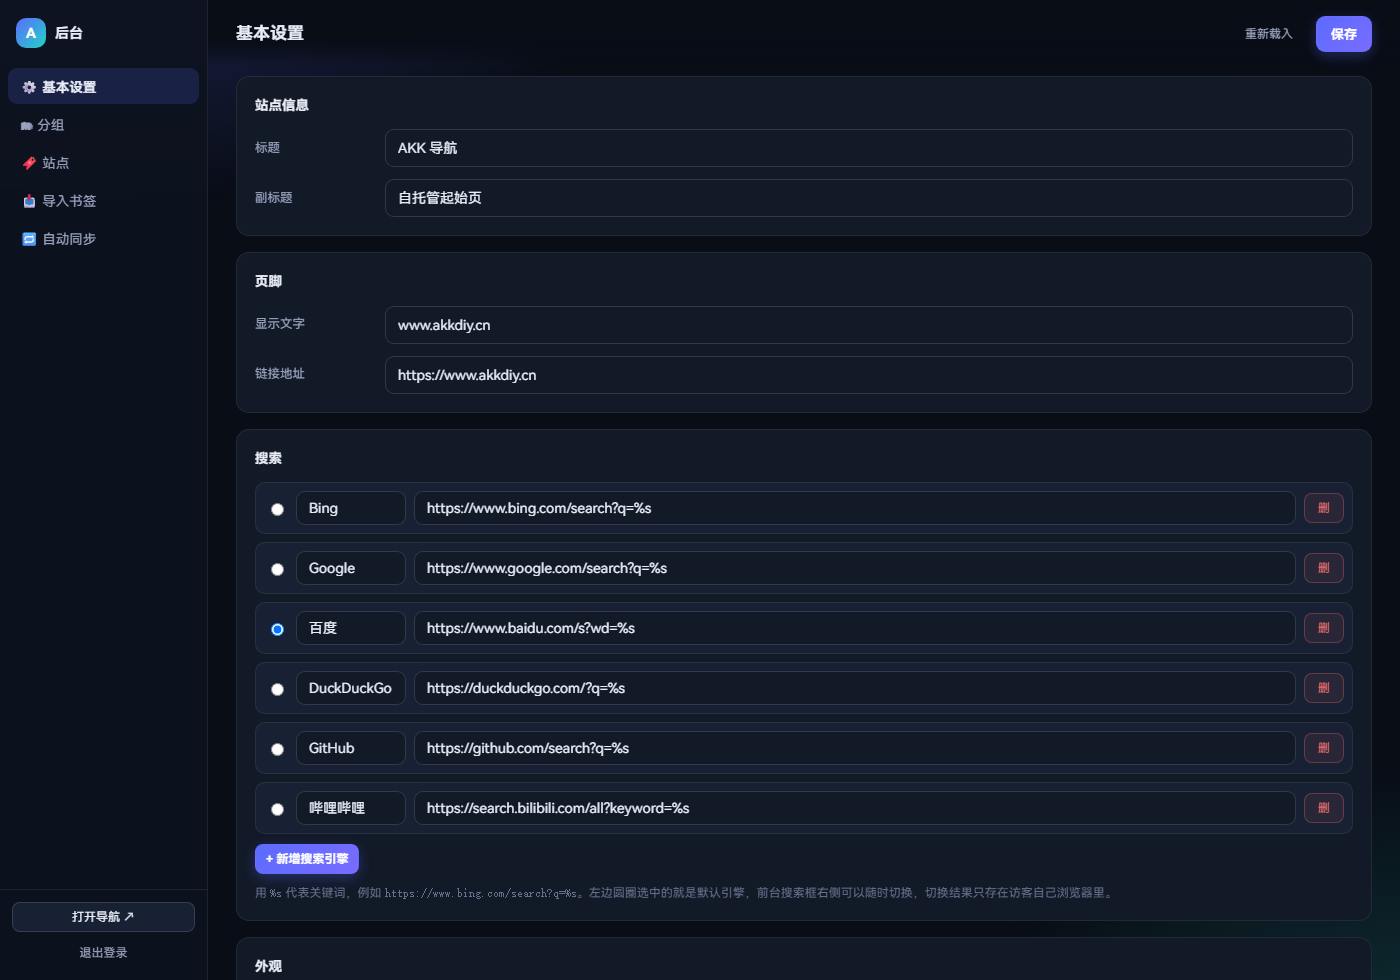 A 后台
基本设置
分组
站点
导入书签
自动同步
打开导航 ↗
退出登录
基本设置
重新载入
保存
站点信息
标题
AKK 导航
副标题
自托管起始页
页脚
显示文字
www.akkdiy.cn
链接地址
https://www.akkdiy.cn
搜索
Bing https://www.bing.com/search?q=%s 删
Google https://www.google.com/search?q=%s 删
百度 https://www.baidu.com/s?wd=%s 删
DuckDuckGo https://duckduckgo.com/?q=%s 删
GitHub https://github.com/search?q=%s 删
哔哩哔哩 https://search.bilibili.com/all?keyword=%s 删
+ 新增搜索引擎
用 %s 代表关键词，例如 https://www.bing.com/search?q=%s。左边圆圈选中的就是默认引擎，前台搜索框右侧可以随时切换，切换结果只存在访客自己浏览器里。
外观